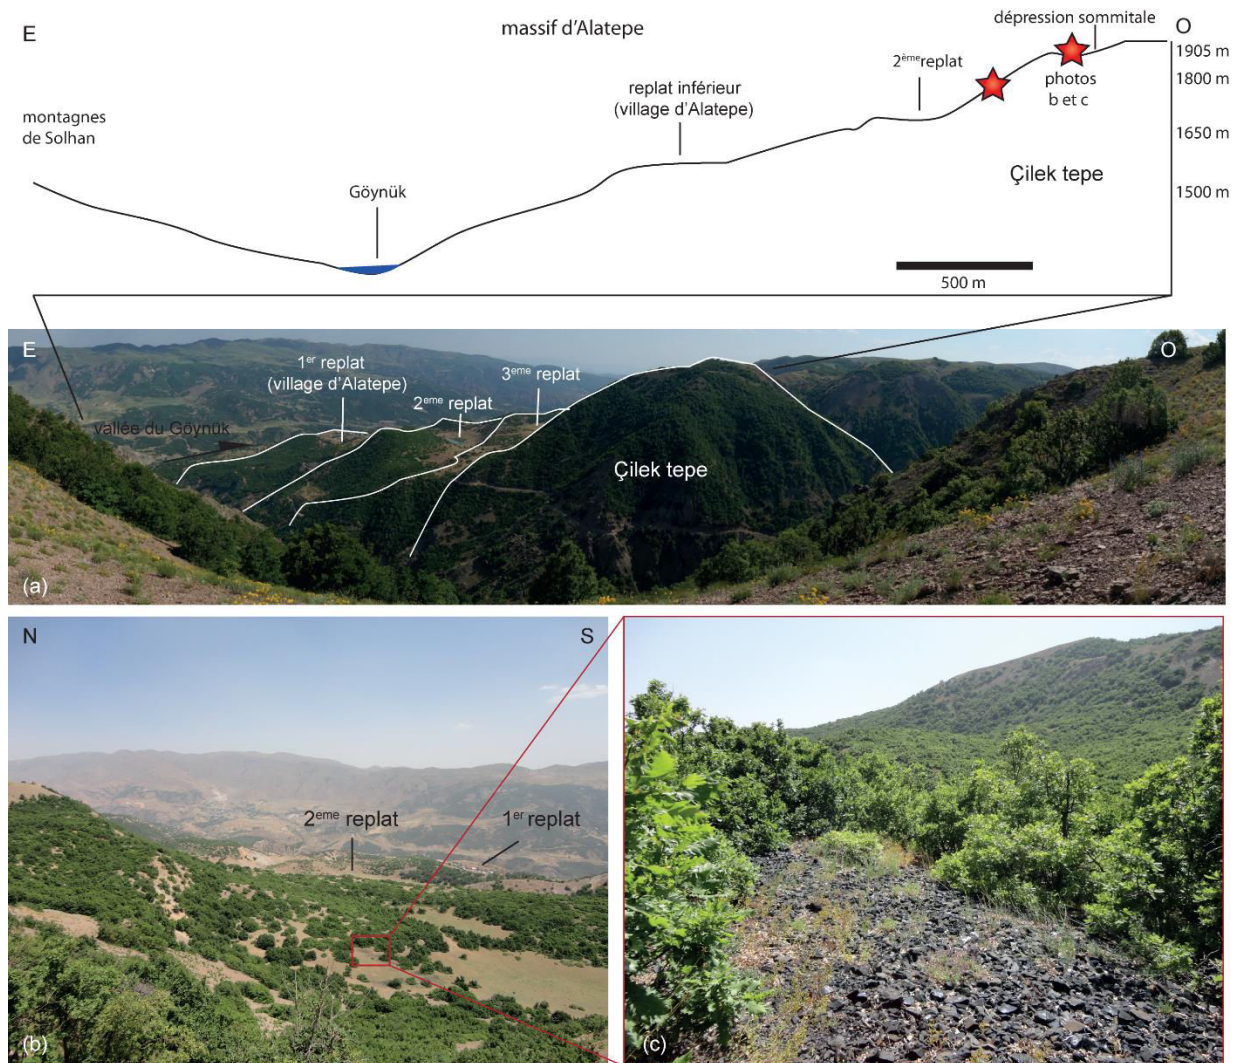 E
massif d'Alatepe
dépression sommitale
O
1905 m
2ème replat
1800 m
photos
b et c
replat inférieur
(village d'Alatepe)
montagnes
de Solhan
1650 m
Çilek tepe
Göynük
1500 m
500 m
E
O
1er replat
(village d'Alatepe)
3eme replat
2eme replat
vallée du Göynük
Çilek tepe
(a)
N
S
2eme replat
1er replat
(b)
(c)